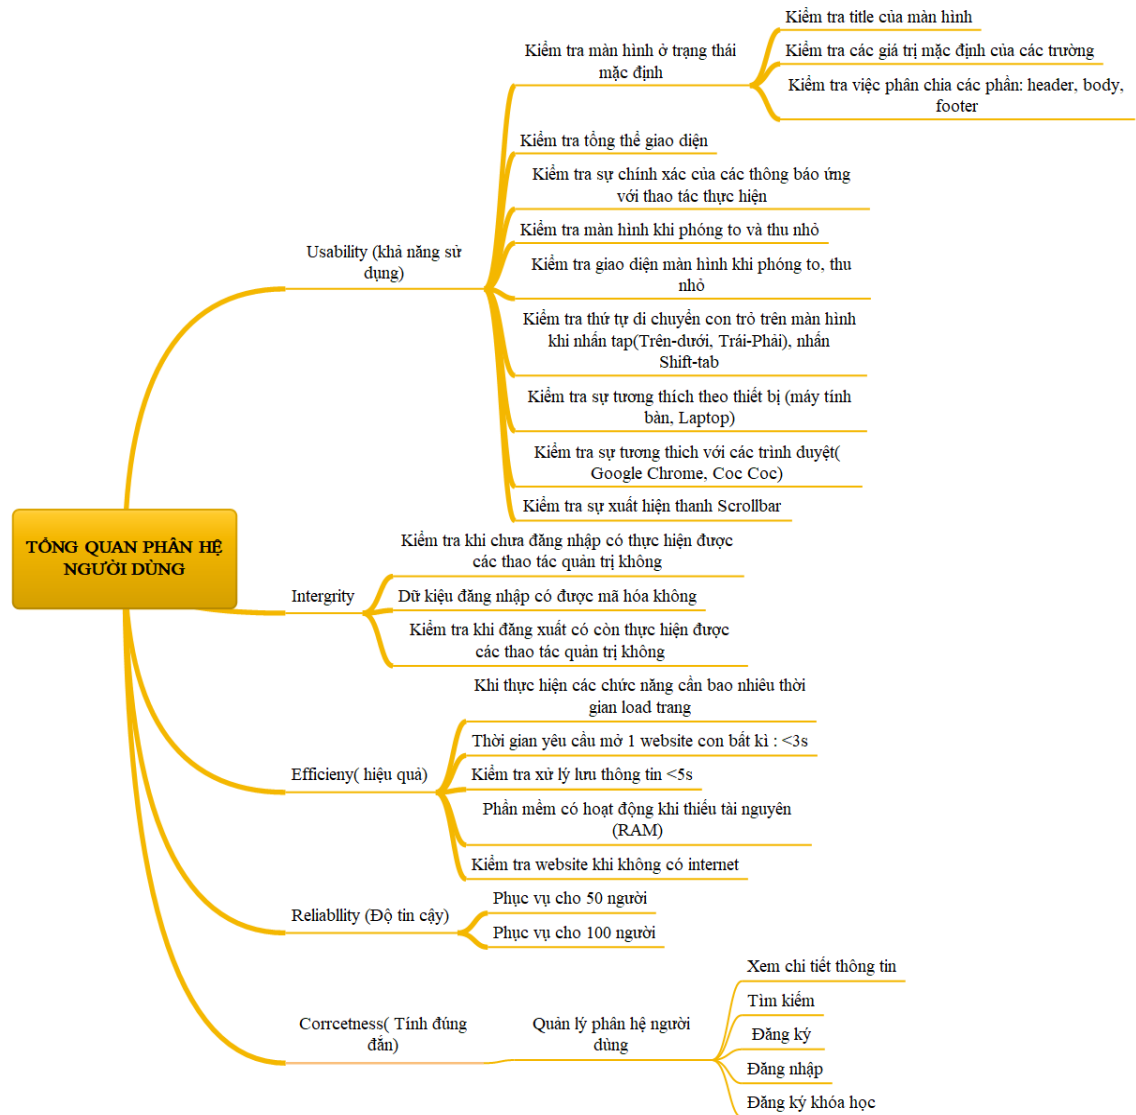 TỔNG QUAN PHÂN HỆ
NGƯỜI DÙNG
Usability (khả năng sử
dụng)
Kiểm tra màn hình ở trạng thái
mặc định
Kiểm tra title của màn hình
Kiểm tra các giá trị mặc định của các trường
Kiểm tra việc phân chia các phần: header, body,
footer
Kiểm tra tổng thể giao diện
Kiểm tra sự chính xác của các thông báo ứng
với thao tác thực hiện
Kiểm tra màn hình khi phóng to và thu nhỏ
Kiểm tra giao diện màn hình khi phóng to, thu
nhỏ
Kiểm tra thứ tự di chuyển con trỏ trên màn hình
khi nhấn tap(Trên-dưới, Trái-Phải), nhấn
Shift-tab
Kiểm tra sự tương thích theo thiết bị (máy tính
bàn, Laptop)
Kiểm tra sự tương thich với các trình duyệt(
Google Chrome, Coc Coc)
Kiểm tra sự xuất hiện thanh Scrollbar
Intergrity
Kiểm tra khi chưa đăng nhập có thực hiện được
các thao tác quản trị không
Dữ kiệu đăng nhập có được mã hóa không
Kiểm tra khi đăng xuất có còn thực hiện được
các thao tác quản trị không
Efficieny( hiệu quả)
Khi thực hiện các chức năng cần bao nhiêu thời
gian load trang
Thời gian yêu cầu mở 1 website con bất kì : <3s
Kiểm tra xử lý lưu thông tin <5s
Phần mềm có hoạt động khi thiếu tài nguyên
(RAM)
Kiểm tra website khi không có internet
Reliabllity (Độ tin cậy)
Phục vụ cho 50 người
Phục vụ cho 100 người
Corrcetness( Tính đúng
đắn)
Quản lý phân hệ người
dùng
Xem chi tiết thông tin
Tìm kiếm
Đăng ký
Đăng nhập
Đăng ký khóa học